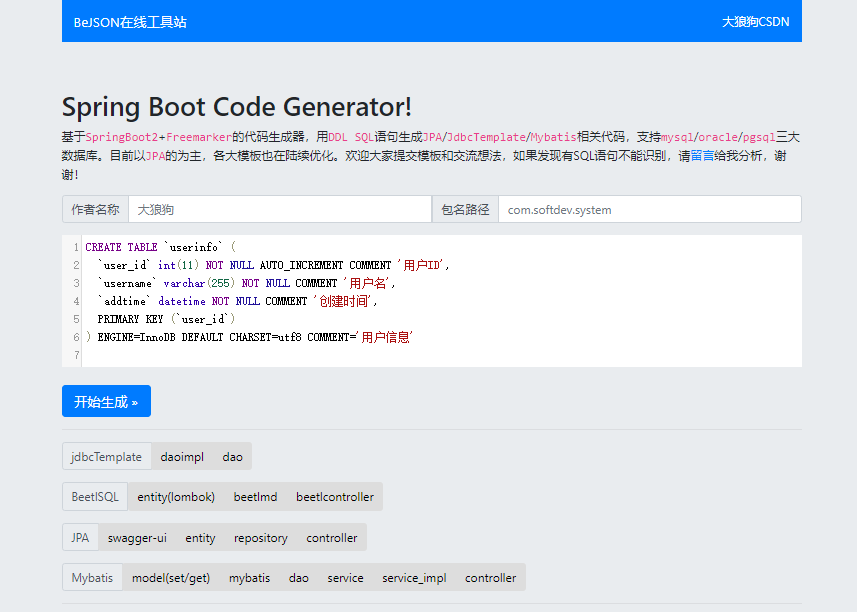 BeJSON在线工具站 大狼狗CSDN
Spring Boot Code Generator!
基于SpringBoot2+Freemarker的代码生成器，用DDL SQL语句生成JPA/JdbcTemplate/Mybatis相关代码，支持mysql/oracle/pgsql三大
数据库。目前以JPA的为主，各大模板也在陆续优化。欢迎大家提交模板和交流想法，如果发现有SQL语句不能识别，请留言给我分析，谢
谢！
作者名称 大狼狗 包名路径 com.softdev.system
1 CREATE TABLE `userinfo` (
2 `user_id` int(11) NOT NULL AUTO_INCREMENT COMMENT '用户ID',
3 `username` varchar(255) NOT NULL COMMENT '用户名',
4 `addtime` datetime NOT NULL COMMENT '创建时间',
5 PRIMARY KEY (`user_id`)
6 ) ENGINE=InnoDB DEFAULT CHARSET=utf8 COMMENT='用户信息'
7
开始生成 »
jdbcTemplate daoimpl dao
BeetlSQL entity(lombok) beetlmd beetlcontroller
JPA swagger-ui entity repository controller
Mybatis model(set/get) mybatis dao service service_impl controller